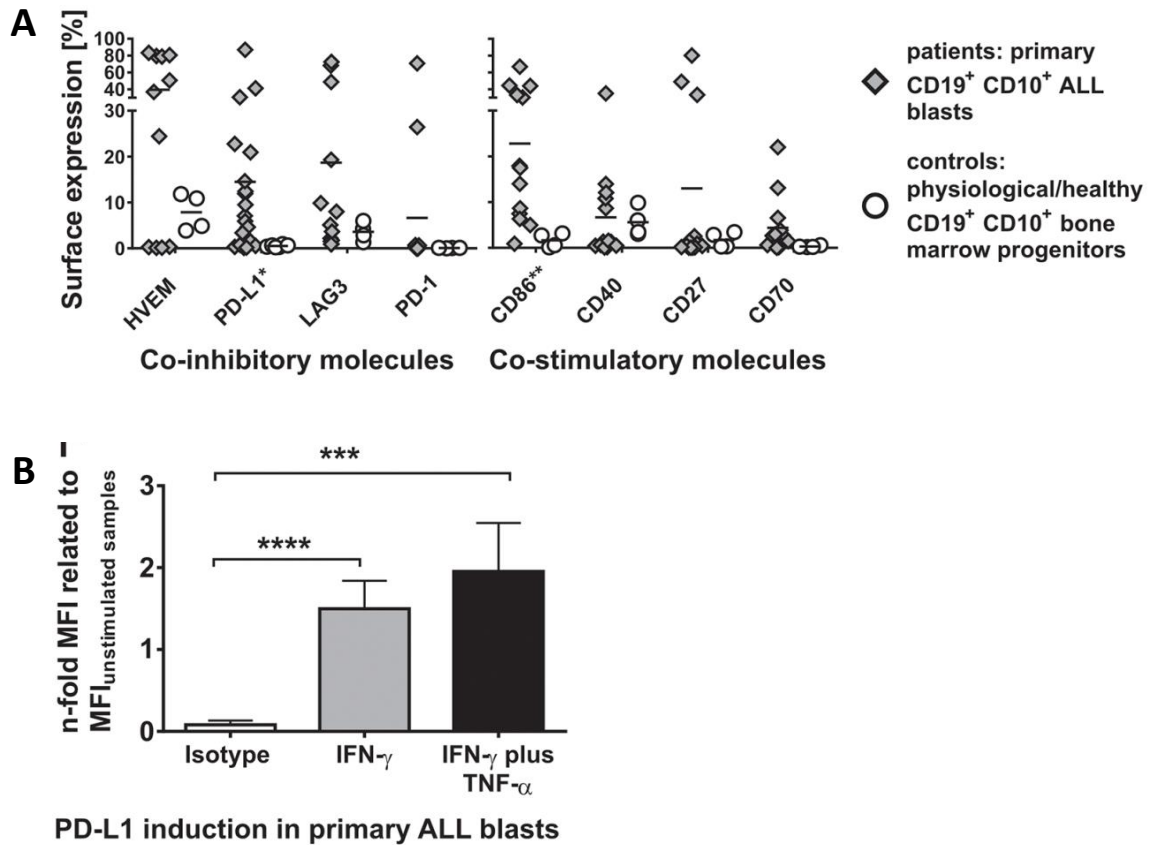 A
Surface expression [%]
100
80
60
40
30
20
10
0
HVEM
PD-L1*
LAG3
PD-1
CD86**
CD40
CD27
CD70
Co-inhibitory molecules
Co-stimulatory molecules
patients: primary
CD19+ CD10+ ALL
blasts
controls:
physiological/healthy
CD19+ CD10+ bone
marrow progenitors
B
n-fold MFI related to
MFIunstimulated samples
3
2
1
0
***
****
Isotype
IFN-γ
IFN-γ plus
TNF-α
PD-L1 induction in primary ALL blasts